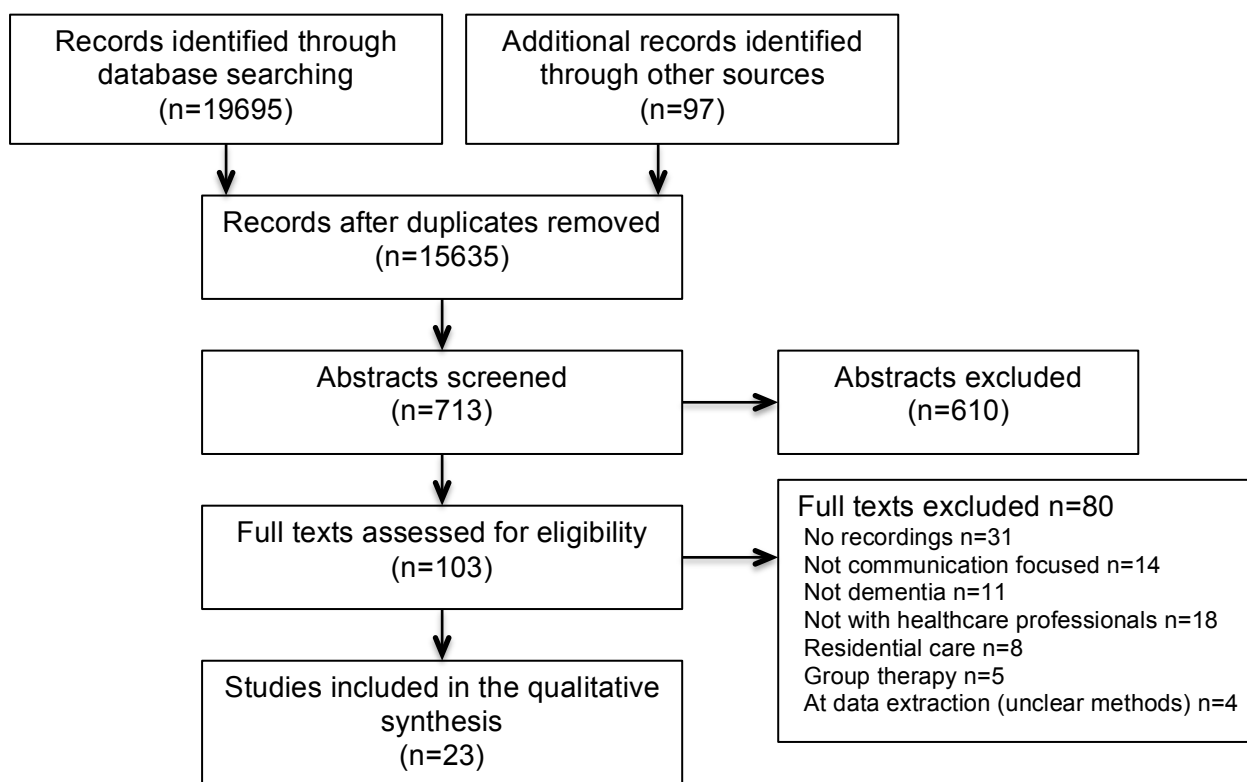 Records identified through
database searching
(n=19695)
Additional records identified
through other sources
(n=97)
Records after duplicates removed
(n=15635)
Abstracts screened
(n=713)
Abstracts excluded
(n=610)
Full texts assessed for eligibility
(n=103)
Full texts excluded n=80
No recordings n=31
Not communication focused n=14
Not dementia n=11
Not with healthcare professionals n=18
Residential care n=8
Group therapy n=5
At data extraction (unclear methods) n=4
Studies included in the qualitative
synthesis
(n=23)